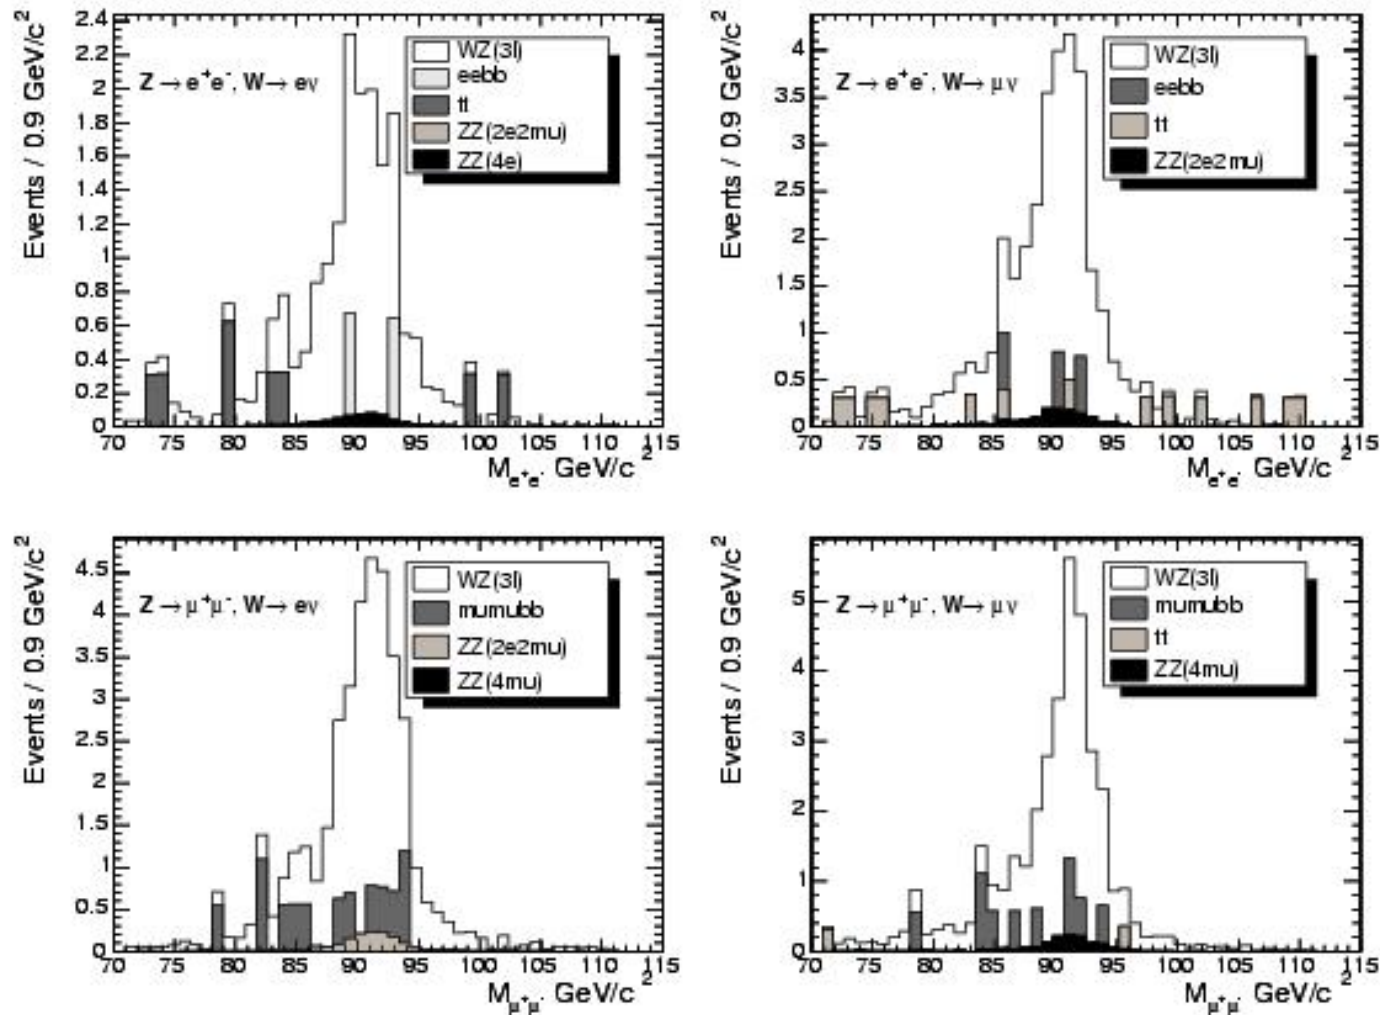 Events / 0.9 GeV/c²
2.4
2.2
2
1.8
1.6
1.4
1.2
1
0.8
0.6
0.4
0.2
0
Z → e⁺e⁻, W → eν
WZ(3l)
eebb
tt
ZZ(2e2mu)
ZZ(4e)
70 75 80 85 90 95 100 105 110 115
M e⁺e⁻ GeV/c²
Events / 0.9 GeV/c²
4
3.5
3
2.5
2
1.5
1
0.5
0
Z → e⁺e⁻, W → μν
WZ(3l)
eebb
tt
ZZ(2e2mu)
70 75 80 85 90 95 100 105 110 115
M e⁺e⁻ GeV/c²
Events / 0.9 GeV/c²
4.5
4
3.5
3
2.5
2
1.5
1
0.5
0
Z → μ⁺μ⁻, W → eν
WZ(3l)
mumubb
ZZ(2e2mu)
ZZ(4mu)
70 75 80 85 90 95 100 105 110 115
M μ⁺μ⁻ GeV/c²
Events / 0.9 GeV/c²
5
4
3
2
1
0
Z → μ⁺μ⁻, W → μν
WZ(3l)
mumubb
tt
ZZ(4mu)
70 75 80 85 90 95 100 105 110 115
M μ⁺μ⁻ GeV/c²